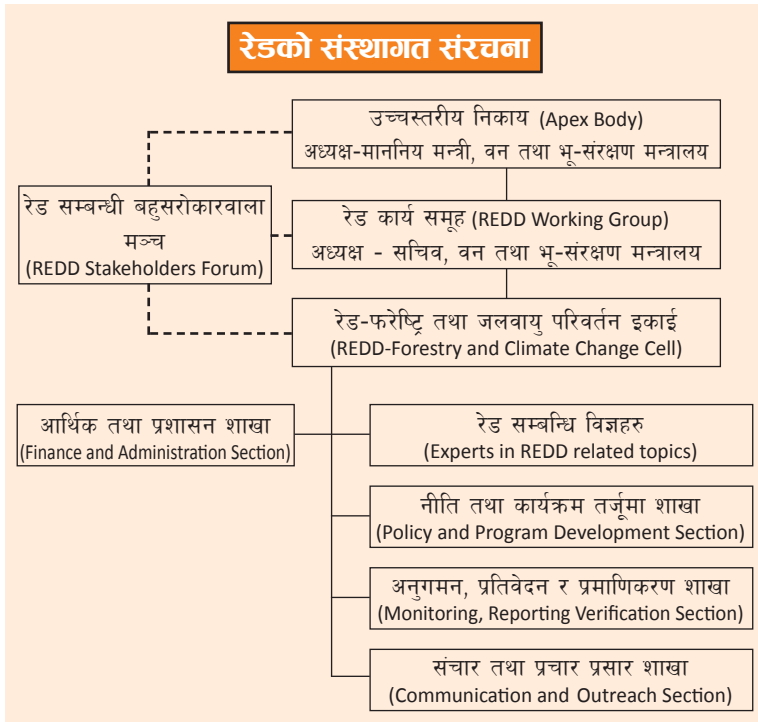 रेडको संस्थागत संरचना
उच्चस्तरीय निकाय (Apex Body)
अध्यक्ष-माननिय मन्त्री, वन तथा भू-संरक्षण मन्त्रालय
रेड सम्बन्धी बहुसरोकारवाला
मञ्च
(REDD Stakeholders Forum)
रेड कार्य समूह (REDD Working Group)
अध्यक्ष - सचिव, वन तथा भू-संरक्षण मन्त्रालय
रेड-फरेष्ट्रि तथा जलवायु परिवर्तन इकाई
(REDD-Forestry and Climate Change Cell)
आर्थिक तथा प्रशासन शाखा
(Finance and Administration Section)
रेड सम्बन्धि विज्ञहरु
(Experts in REDD related topics)
नीति तथा कार्यक्रम तर्जूमा शाखा
(Policy and Program Development Section)
अनुगमन, प्रतिवेदन र प्रमाणिकरण शाखा
(Monitoring, Reporting Verification Section)
संचार तथा प्रचार प्रसार शाखा
(Communication and Outreach Section)